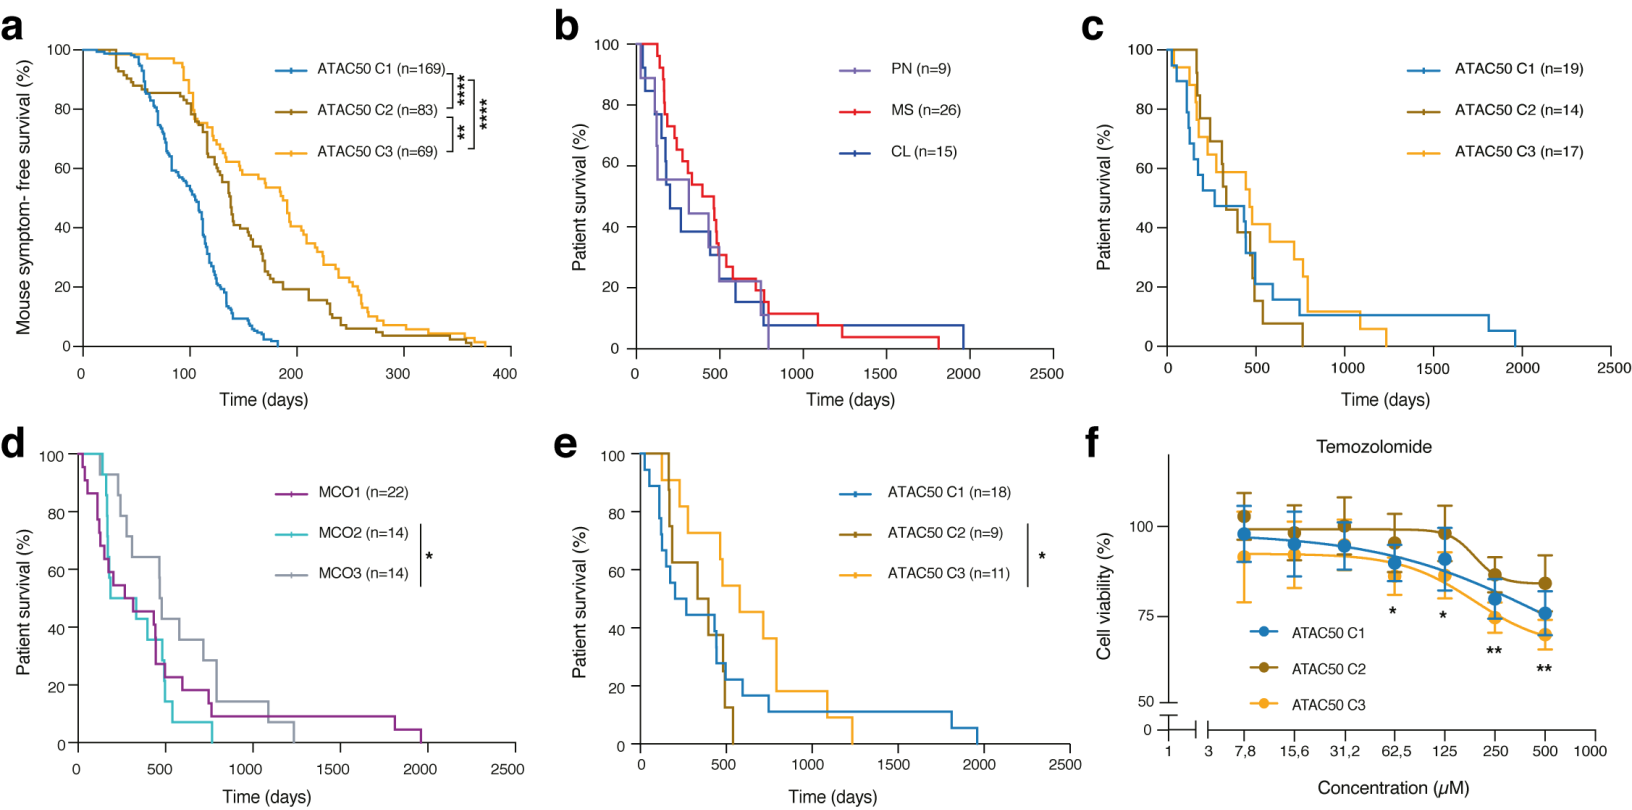 a
Mouse symptom- free survival (%)
100
80
60
40
20
0
0
100
200
300
400
Time (days)
ATAC50 C1 (n=169)
ATAC50 C2 (n=83)
ATAC50 C3 (n=69)
****
**
****
b
Patient survival (%)
100
80
60
40
20
0
0
500
1000
1500
2000
2500
Time (days)
PN (n=9)
MS (n=26)
CL (n=15)
c
Patient survival (%)
100
80
60
40
20
0
0
500
1000
1500
2000
2500
Time (days)
ATAC50 C1 (n=19)
ATAC50 C2 (n=14)
ATAC50 C3 (n=17)
d
Patient survival (%)
100
80
60
40
20
0
0
500
1000
1500
2000
2500
Time (days)
MCO1 (n=22)
MCO2 (n=14)
MCO3 (n=14)
*
e
Patient survival (%)
100
80
60
40
20
0
0
500
1000
1500
2000
2500
Time (days)
ATAC50 C1 (n=18)
ATAC50 C2 (n=9)
ATAC50 C3 (n=11)
*
f
Temozolomide
Cell viability (%)
100
75
50
0
1
3
7,8
15,6
31,2
62,5
125
250
500
1000
Concentration (µM)
ATAC50 C1
ATAC50 C2
ATAC50 C3
*
*
**
**